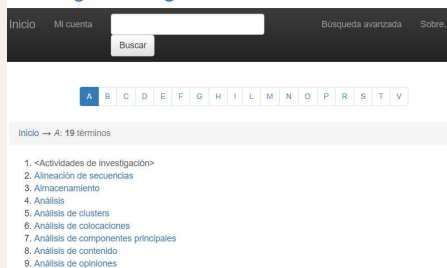 Inicio Mi cuenta Búsqueda avanzada Sobre...
Buscar
A B C D E F G H I L M N O P R S T V
Inicio → A: 19 términos
1. <Actividades de investigación>
2. Alineación de secuencias
3. Almacenamiento
4. Análisis
5. Análisis de clusters
6. Análisis de colocaciones
7. Análisis de componentes principales
8. Análisis de contenido
9. Análisis de opiniones